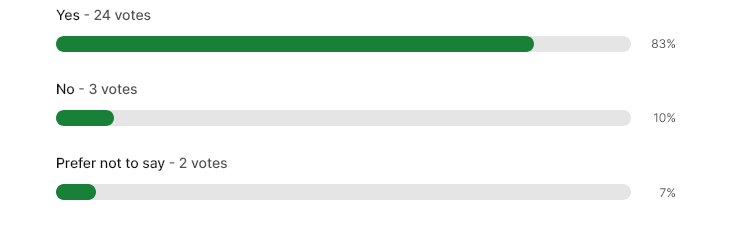 Yes - 24 votes
83%
No - 3 votes
10%
Prefer not to say - 2 votes
7%